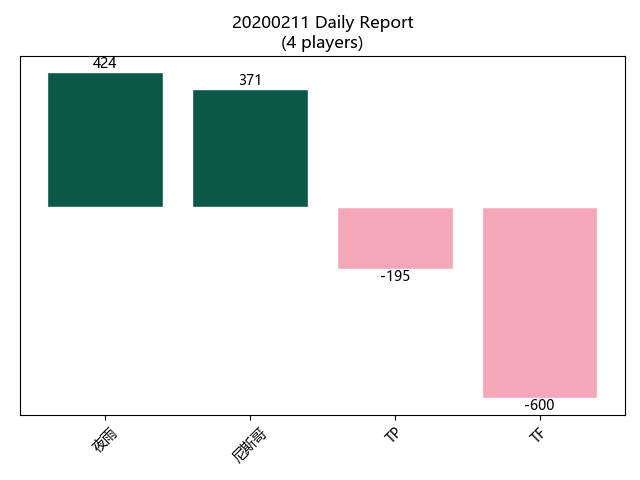 20200211 Daily Report
(4 players)
424
371
-195
-600
夜雨
尼斯哥
TP
TF